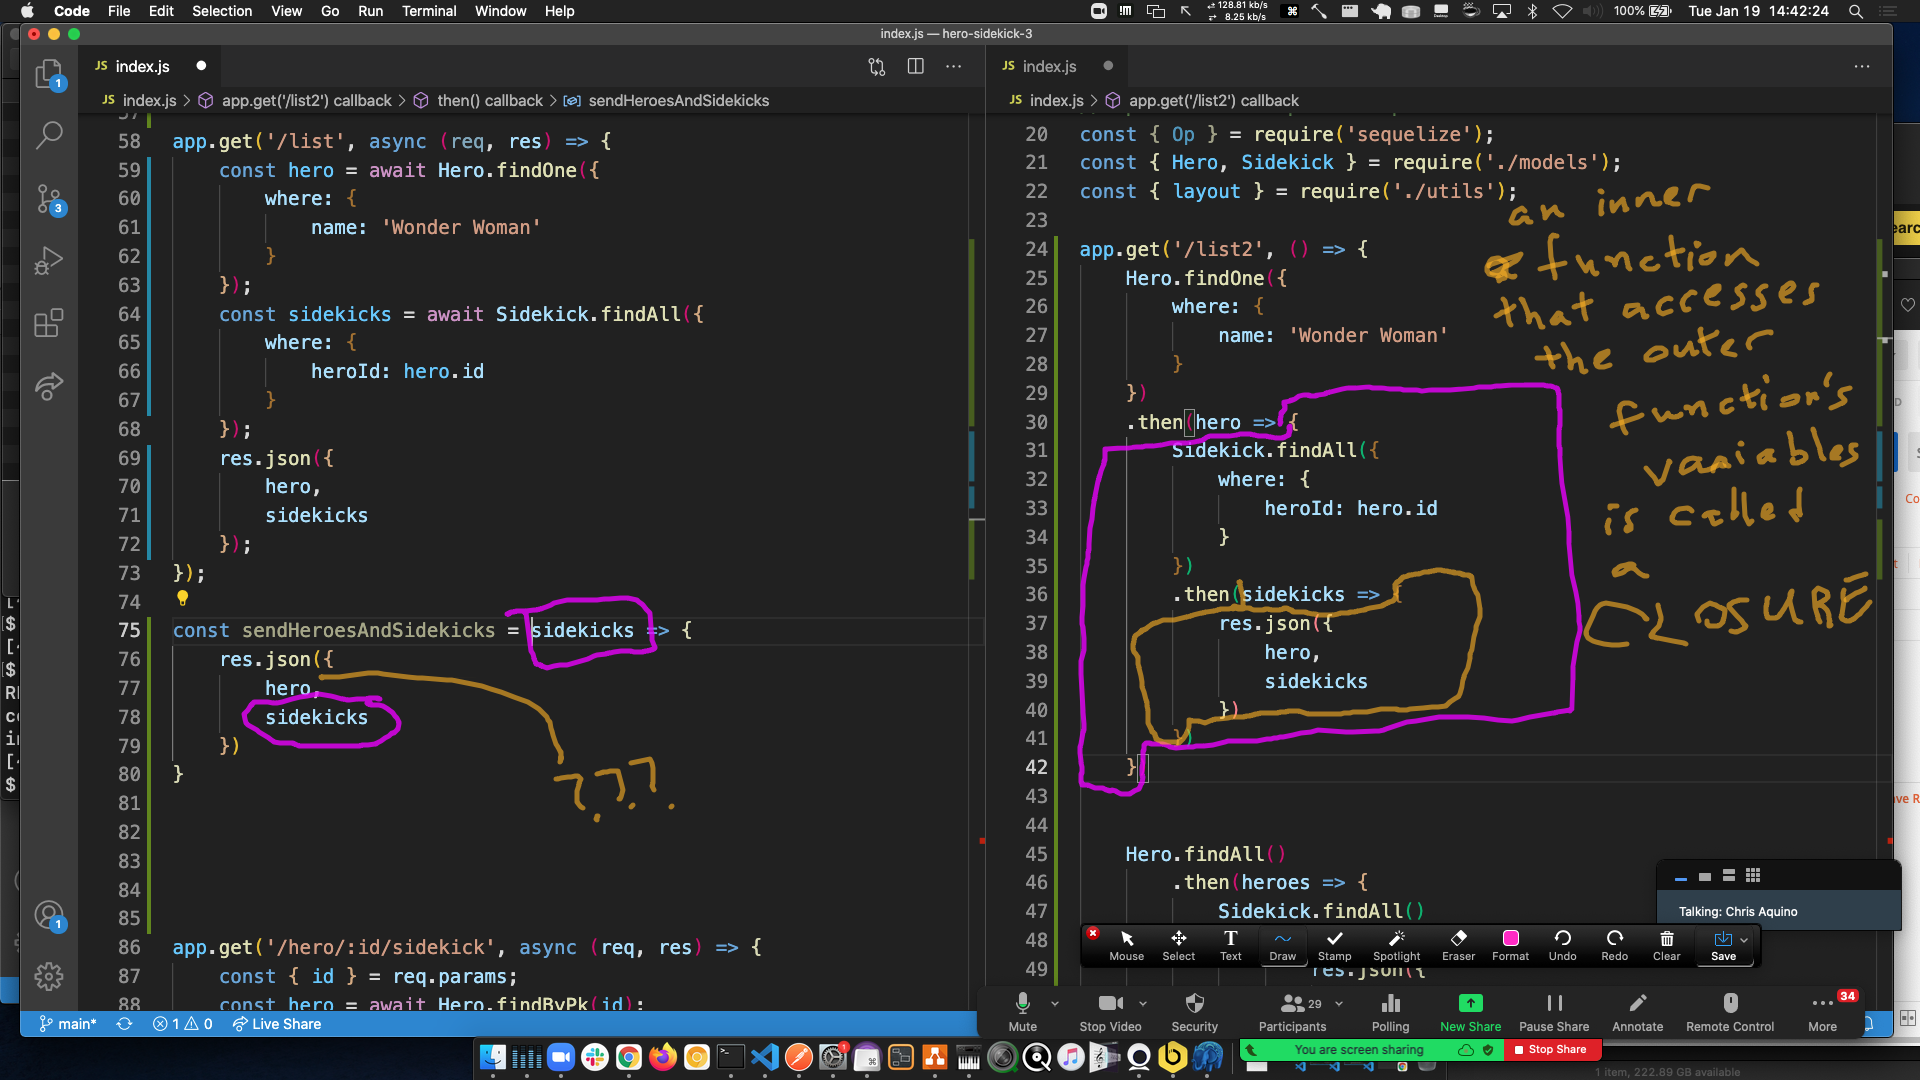 Code File Edit Selection View Go Run Terminal Window Help
128.81 kb/s
8.25 kb/s
100% Tue Jan 19 14:42:24
index.js — hero-sidekick-3
JS index.js
JS index.js > app.get('/list2') callback > then() callback > sendHeroesAndSidekicks
57
58 app.get('/list', async (req, res) => {
59 const hero = await Hero.findOne({
60 where: {
61 name: 'Wonder Woman'
62 }
63 });
64 const sidekicks = await Sidekick.findAll({
65 where: {
66 heroId: hero.id
67 }
68 });
69 res.json({
70 hero,
71 sidekicks
72 });
73 });
74
75 const sendHeroesAndSidekicks = sidekicks => {
76 res.json({
77 hero,
78 sidekicks
79 })
80 }
81
82
83
84
85
86 app.get('/hero/:id/sidekick', async (req, res) => {
87 const { id } = req.params;
88 const hero = await Hero.findByPk(id);
????.
JS index.js
JS index.js > app.get('/list2') callback
20 const { Op } = require('sequelize');
21 const { Hero, Sidekick } = require('./models');
22 const { layout } = require('./utils');
23
24 app.get('/list2', () => {
25 Hero.findOne({
26 where: {
27 name: 'Wonder Woman'
28 }
29 })
30 .then(hero => {
31 Sidekick.findAll({
32 where: {
33 heroId: hero.id
34 }
35 })
36 .then(sidekicks => {
37 res.json({
38 hero,
39 sidekicks
40 })
41 })
42 }
43
44
45 Hero.findAll()
46 .then(heroes => {
47 Sidekick.findAll()
48
49 res.json({
an inner
function
that accesses
the outer
function's
variables
is called
a
CLOSURE
Talking: Chris Aquino
Mouse Select Text Draw Stamp Spotlight Eraser Format Undo Redo Clear Save
Mute Stop Video Security Participants 29 Polling New Share Pause Share Annotate Remote Control More 34
You are screen sharing Stop Share
main* 1 0 Live Share
1 item, 222.89 GB available